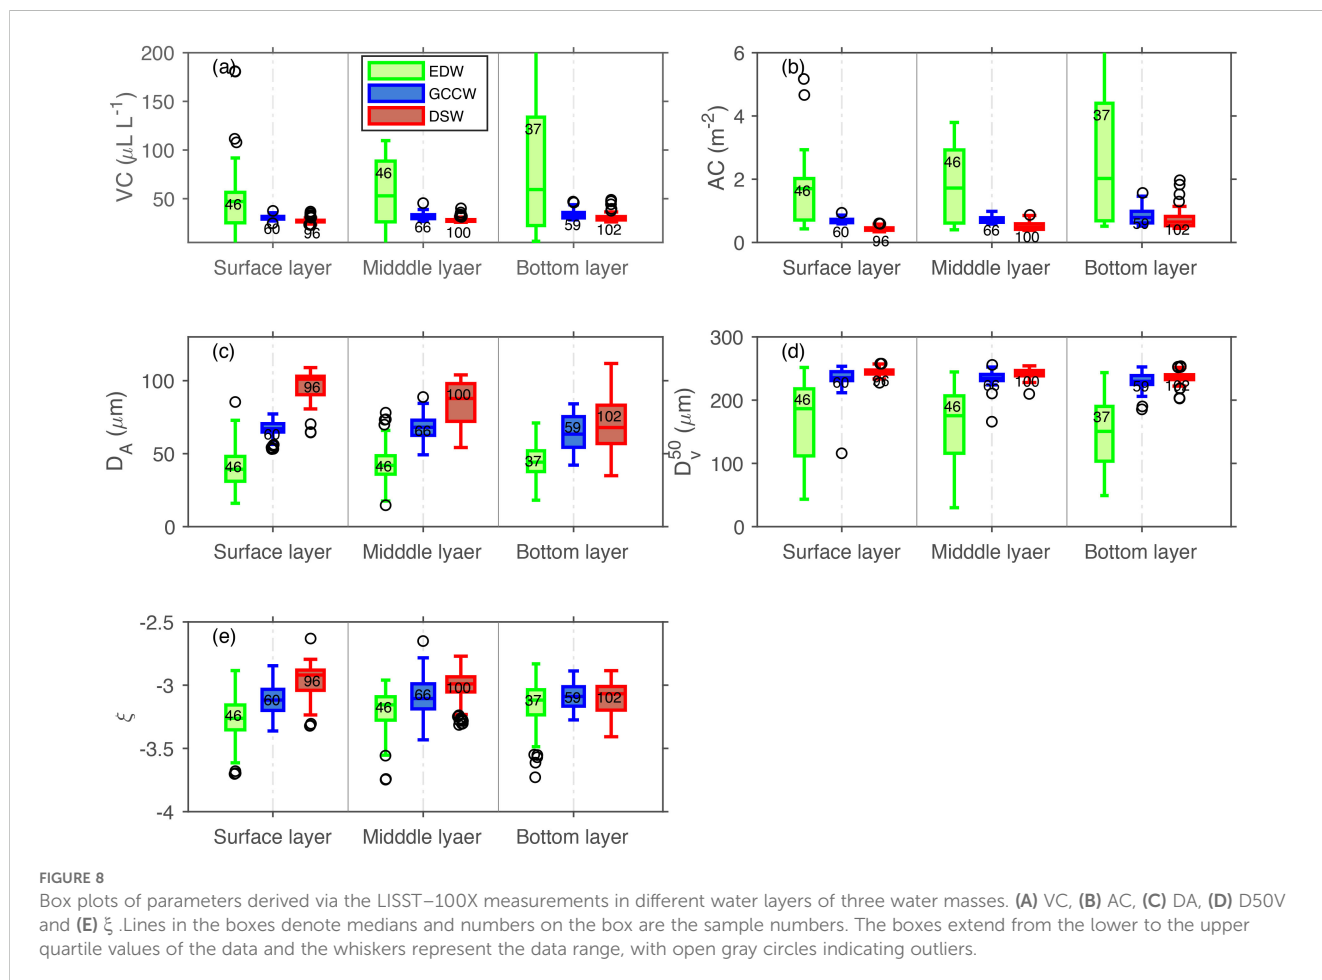 200
150
100
50
VC (μL L⁻¹)
(a)
EDW
GCCW
DSW
46
60
96
46
66
100
37
59
102
Surface layer
Midddle lyaer
Bottom layer
6
4
2
0
AC (m⁻²)
(b)
46
60
96
46
66
100
37
59
102
Surface layer
Midddle lyaer
Bottom layer
100
50
0
D_A (μm)
(c)
46
60
96
46
66
100
37
59
102
Surface layer
Midddle lyaer
Bottom layer
300
200
100
0
D_v^50 (μm)
(d)
46
60
96
46
66
100
37
59
102
Surface layer
Midddle lyaer
Bottom layer
-2.5
-3
-3.5
-4
ξ
(e)
46
60
96
46
66
100
37
59
102
Surface layer
Midddle lyaer
Bottom layer
FIGURE 8
Box plots of parameters derived via the LISST–100X measurements in different water layers of three water masses. (A) VC, (B) AC, (C) DA, (D) D50V
and (E) ξ .Lines in the boxes denote medians and numbers on the box are the sample numbers. The boxes extend from the lower to the upper
quartile values of the data and the whiskers represent the data range, with open gray circles indicating outliers.